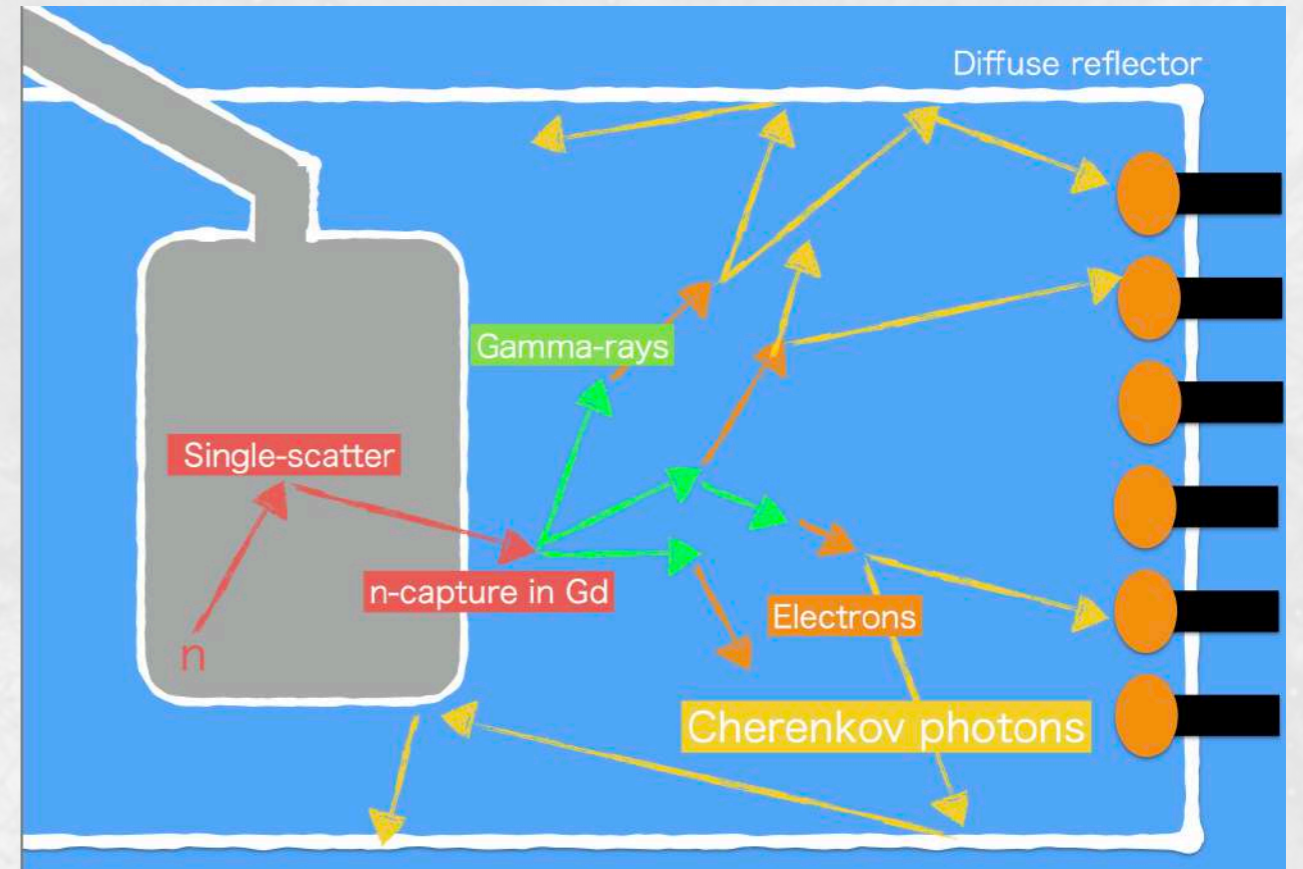 Diffuse reflector
Gamma-rays
Single-scatter
n-capture in Gd
n
Electrons
Cherenkov photons